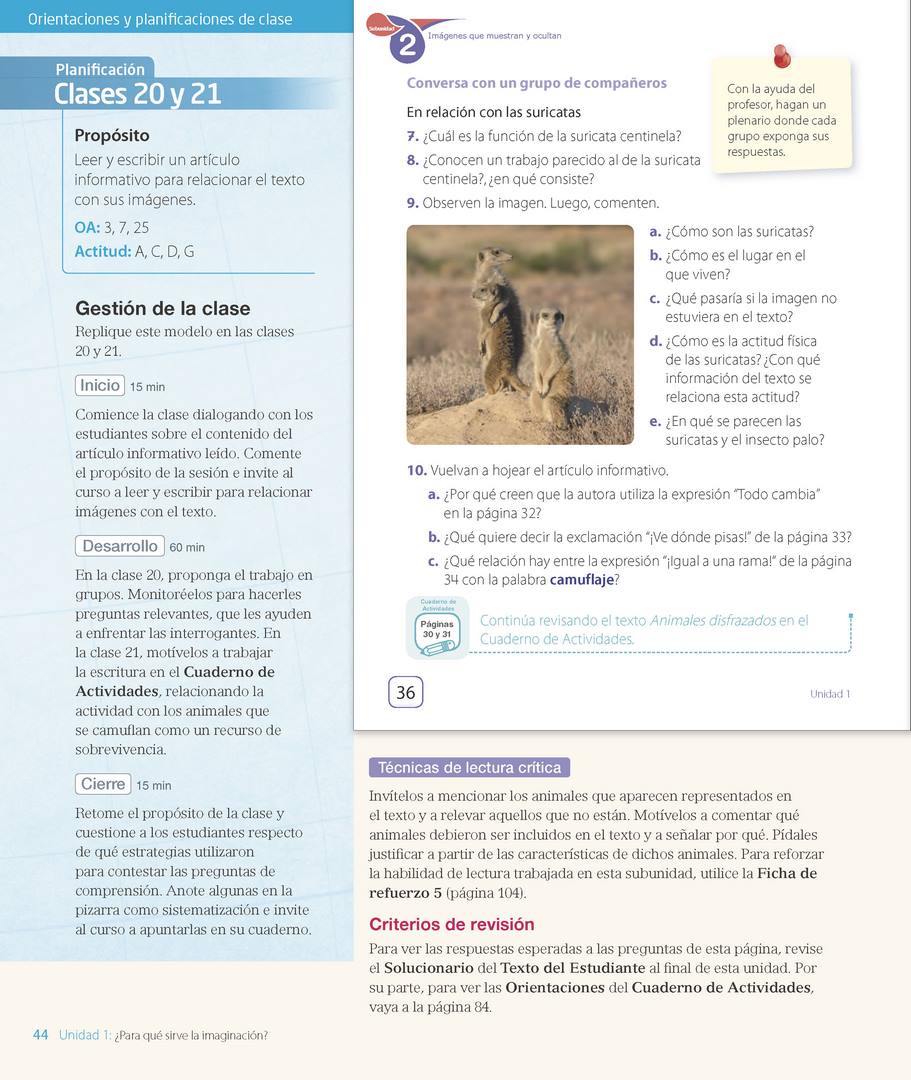 Orientaciones y planificaciones de clase
Planificación
Clases 20 y 21
Propósito
Leer y escribir un artículo
informativo para relacionar el texto
con sus imágenes.
OA: 3, 7, 25
Actitud: A, C, D, G
Gestión de la clase
Replique este modelo en las clases
20 y 21.
Inicio 15 min
Comience la clase dialogando con los
estudiantes sobre el contenido del
artículo informativo leído. Comente
el propósito de la sesión e invite al
curso a leer y escribir para relacionar
imágenes con el texto.
Desarrollo 60 min
En la clase 20, proponga el trabajo en
grupos. Monitoréelos para hacerles
preguntas relevantes, que les ayuden
a enfrentar las interrogantes. En
la clase 21, motívelos a trabajar
la escritura en el Cuaderno de
Actividades, relacionando la
actividad con los animales que
se camuflan como un recurso de
sobrevivencia.
Cierre 15 min
Retome el propósito de la clase y
cuestione a los estudiantes respecto
de qué estrategias utilizaron
para contestar las preguntas de
comprensión. Anote algunas en la
pizarra como sistematización e invite
al curso a apuntarlas en su cuaderno.
Subunidad
2
Imágenes que muestran y ocultan
Conversa con un grupo de compañeros
En relación con las suricatas
7. ¿Cuál es la función de la suricata centinela?
8. ¿Conocen un trabajo parecido al de la suricata
centinela?, ¿en qué consiste?
9. Observen la imagen. Luego, comenten.
Con la ayuda del
profesor, hagan un
plenario donde cada
grupo exponga sus
respuestas.
a. ¿Cómo son las suricatas?
b. ¿Cómo es el lugar en el
que viven?
c. ¿Qué pasaría si la imagen no
estuviera en el texto?
d. ¿Cómo es la actitud física
de las suricatas? ¿Con qué
información del texto se
relaciona esta actitud?
e. ¿En qué se parecen las
suricatas y el insecto palo?
10. Vuelvan a hojear el artículo informativo.
a. ¿Por qué creen que la autora utiliza la expresión “Todo cambia”
en la página 32?
b. ¿Qué quiere decir la exclamación “¡Ve dónde pisas!” de la página 33?
c. ¿Qué relación hay entre la expresión “¡Igual a una rama!” de la página
34 con la palabra camuflaje?
Cuaderno de
Actividades
Páginas
30 y 31
Continúa revisando el texto Animales disfrazados en el
Cuaderno de Actividades.
36
Unidad 1
Técnicas de lectura crítica
Invítelos a mencionar los animales que aparecen representados en
el texto y a relevar aquellos que no están. Motívelos a comentar qué
animales debieron ser incluidos en el texto y a señalar por qué. Pídales
justificar a partir de las características de dichos animales. Para reforzar
la habilidad de lectura trabajada en esta subunidad, utilice la Ficha de
refuerzo 5 (página 104).
Criterios de revisión
Para ver las respuestas esperadas a las preguntas de esta página, revise
el Solucionario del Texto del Estudiante al final de esta unidad. Por
su parte, para ver las Orientaciones del Cuaderno de Actividades,
vaya a la página 84.
44 Unidad 1: ¿Para qué sirve la imaginación?